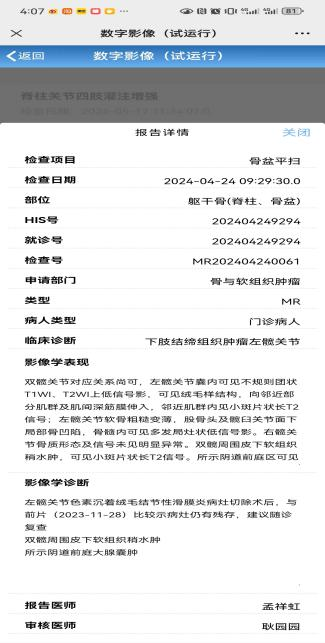 4:07
81
数字影像（试运行）
返回
数字影像（试运行）
脊柱关节四肢灌注增强
报告详情
关闭
检查项目
骨盆平扫
检查日期
2024-04-24 09:29:30.0
部位
躯干骨(脊柱、骨盆)
HIS号
202404249294
就诊号
202404249294
检查号
MR202404240061
申请部门
骨与软组织肿瘤
类型
MR
病人类型
门诊病人
临床诊断
下肢结缔组织肿瘤左髋关节
影像学表现
双髋关节对应关系尚可，左髋关节囊内可见不规则团状
T1WI、T2WI上低信号影，可见绒毛样结构，向邻近部
分肌群及肌间深筋膜伸入，邻近肌群内见小斑片状长T2
信号；左髋关节软骨粗糙变薄，股骨头及髋臼关节面下
局部骨凹陷，骨髓内可见多发局灶状低信号影。右髋关
节骨质形态及信号未见明显异常。双髋周围皮下软组织
稍水肿，可见小斑片状长T2信号。所示阴道前庭区可见
影像学诊断
左髋关节色素沉着绒毛结节性滑膜炎病灶切除术后，与
前片（2023-11-28）比较示病灶仍有残存，建议随诊
复查
双髋周围皮下软组织稍水肿
所示阴道前庭大腺囊肿
报告医师
孟祥虹
审核医师
耿园园